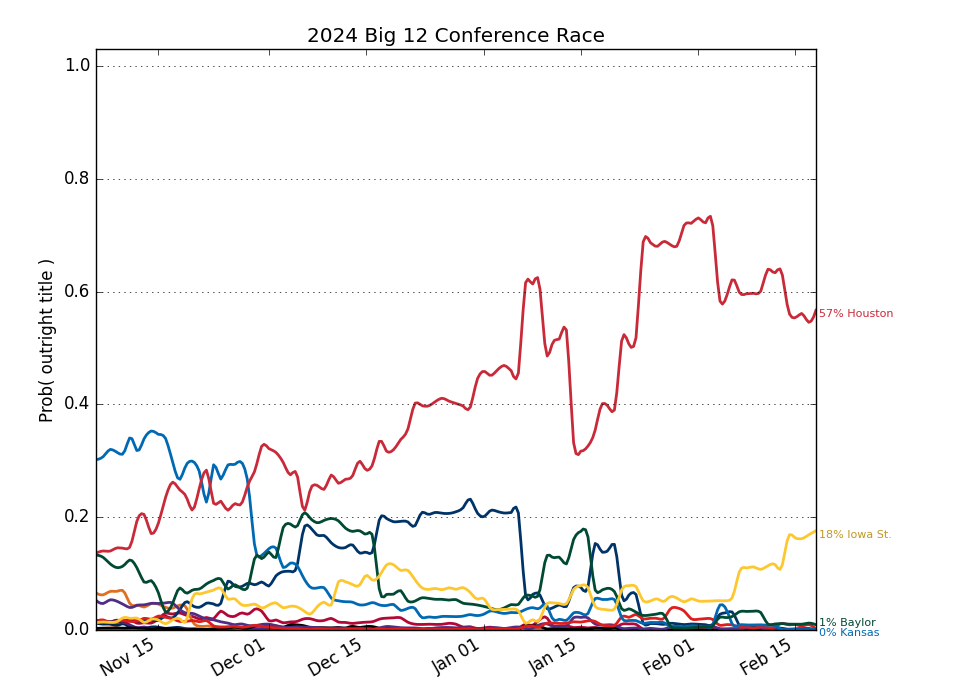 2024 Big 12 Conference Race
Prob( outright title )
1.0
0.8
0.6
0.4
0.2
0.0
57% Houston
18% Iowa St.
1% Baylor
0% Kansas
Nov 15
Dec 01
Dec 15
Jan 01
Jan 15
Feb 01
Feb 15